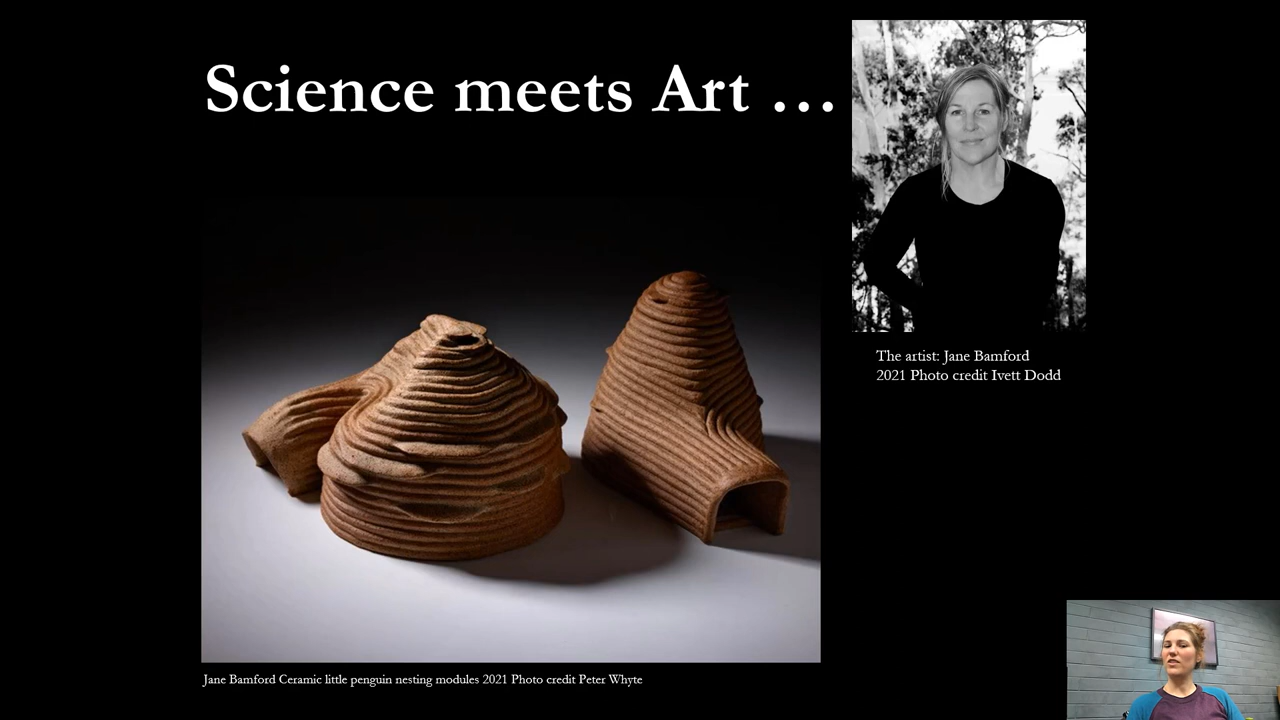 Science meets Art ...
The artist: Jane Bamford
2021 Photo credit Ivett Dodd
Jane Bamford Ceramic little penguin nesting modules 2021 Photo credit Peter Whyte